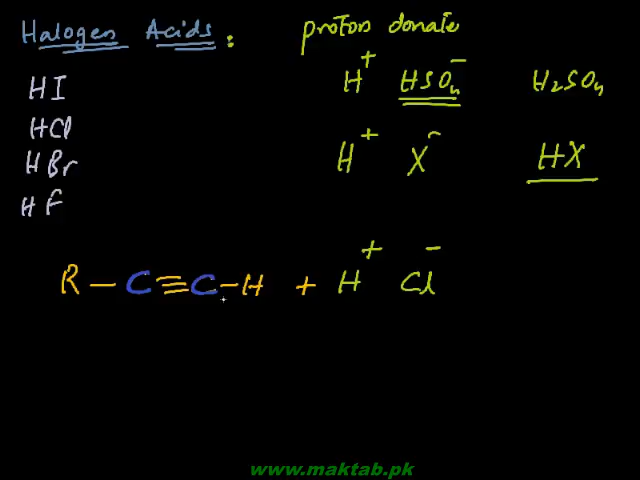 Halogen Acids :
proton donate
HI
H⁺ HSO₄⁻ H₂SO₄
HCl
HBr
H⁺ X⁻ HX
HF
R – C ≡ C – H + H⁺ Cl⁻
www.maktab.pk